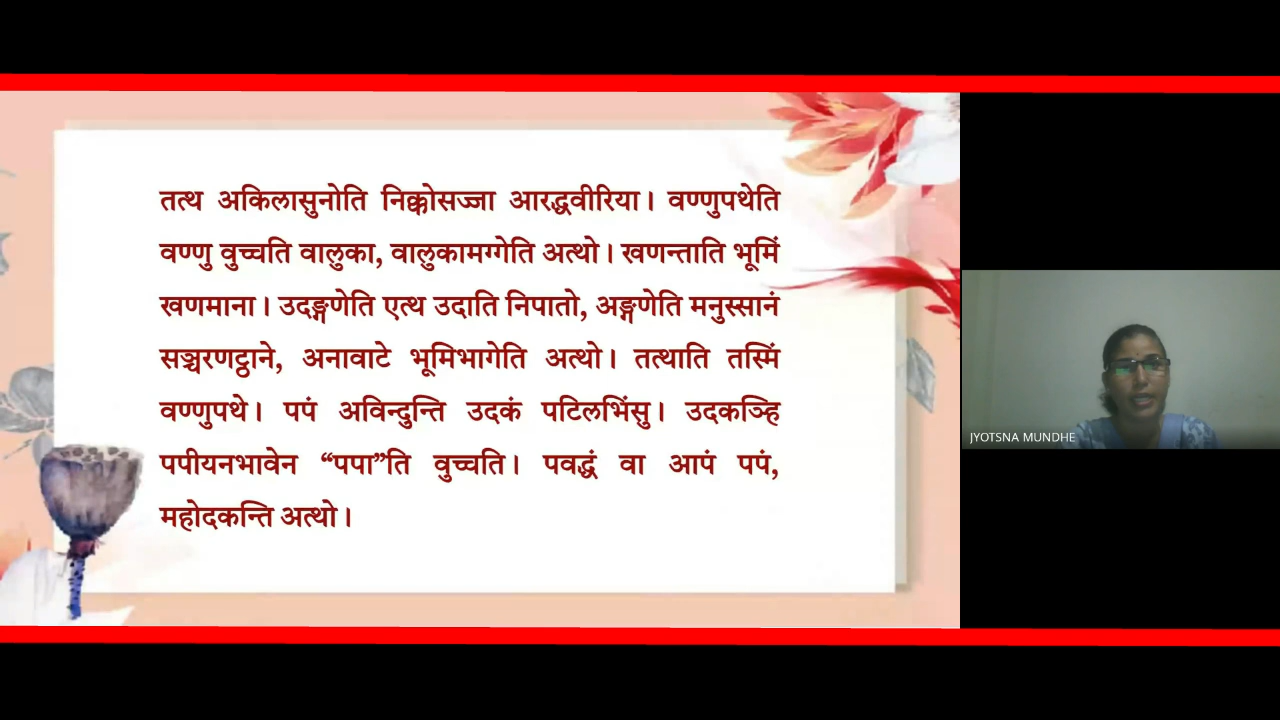 तत्थ अकिलासुनोति निक्कोसज्जा आरद्धवीरिया। वण्णुपथेति
वण्णु वुच्चति वालुका, वालुकामग्गेति अत्थो। खणन्ताति भूमिं
खणमाना। उदङ्गणेति एत्थ उदाति निपातो, अङ्गणेति मनुस्सानं
सञ्चरणट्ठाने, अनावाटे भूमिभागेति अत्थो। तत्थाति तस्मिं
वण्णुपथे। पपं अविन्दुन्ति उदकं पटिलभिंसु। उदकञ्हि
पपीयनभावेन “पपा”ति वुच्चति। पवद्धं वा आपं पपं,
महोदकन्ति अत्थो।
JYOTSNA MUNDHE